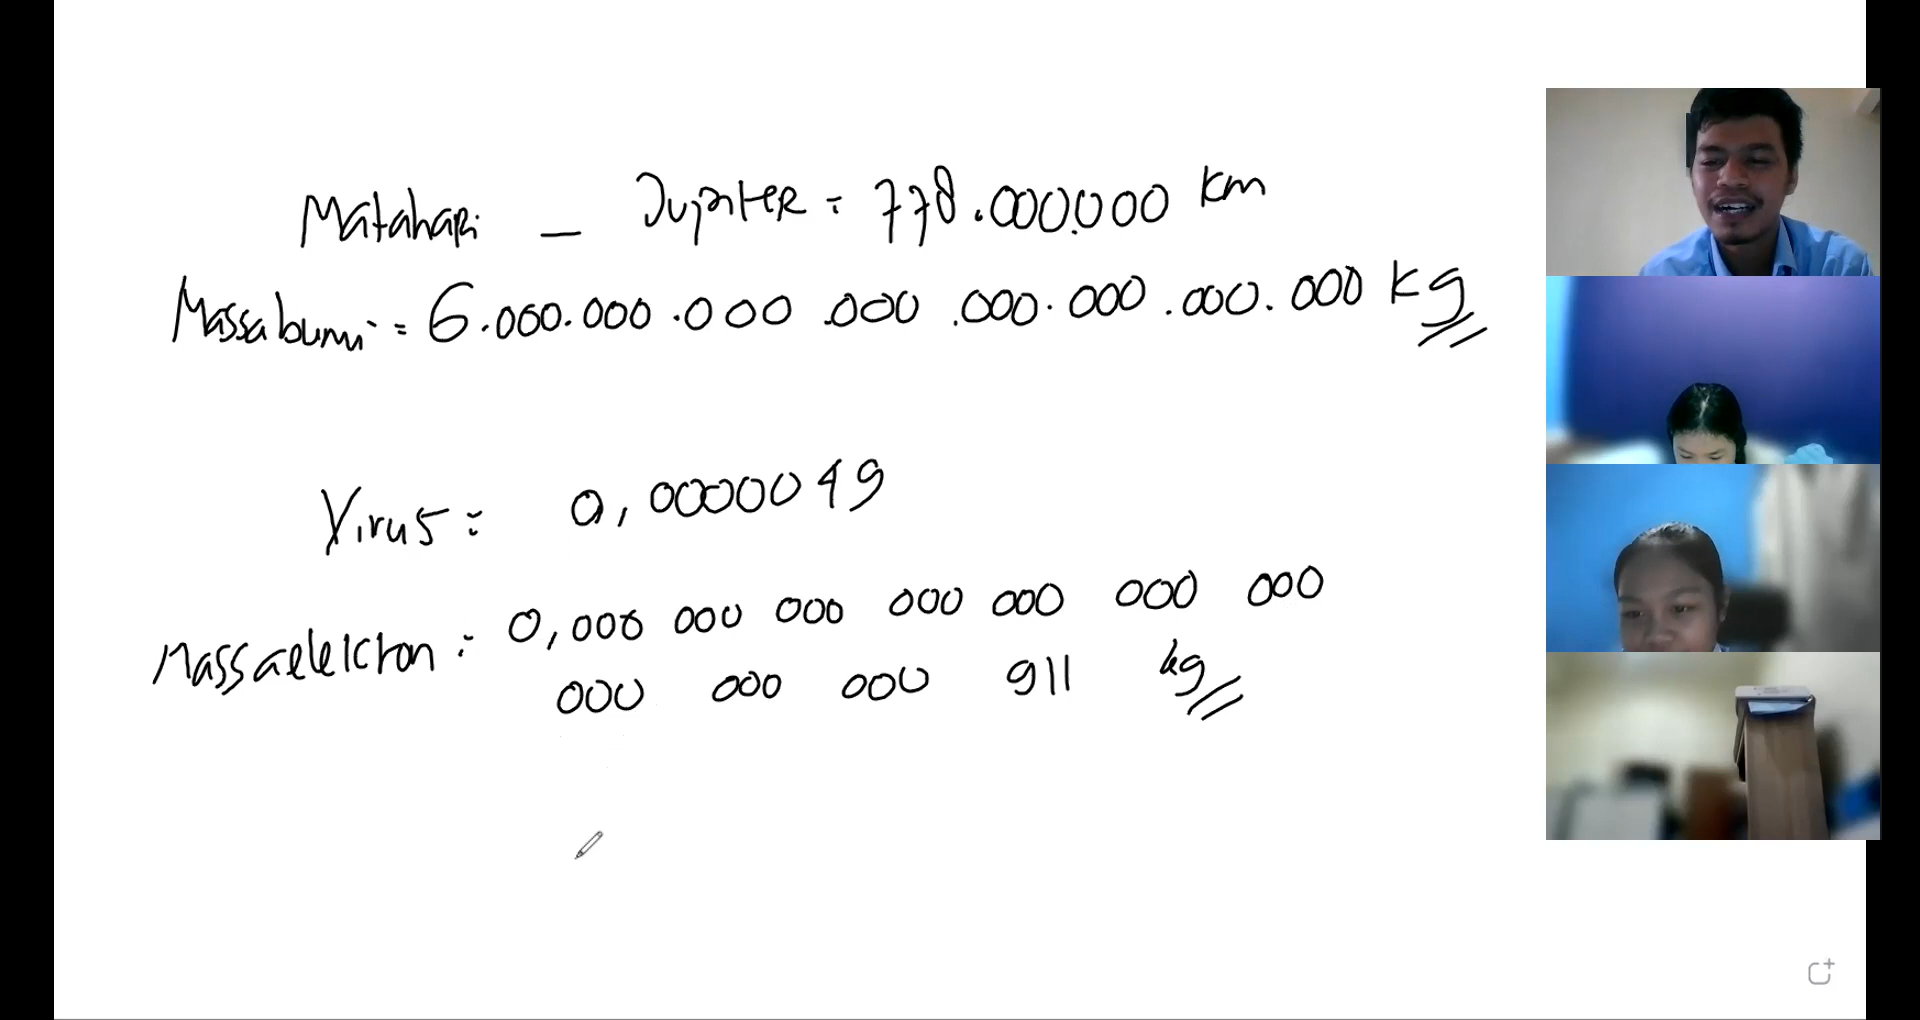 Matahari - Jupiter = 778.000.000 km
Massa bumi = 6.000.000.000.000.000.000.000.000 kg
Virus = 0,00000049
Massa elektron = 0,000 000 000 000 000 000 000
000 000 000 911 kg